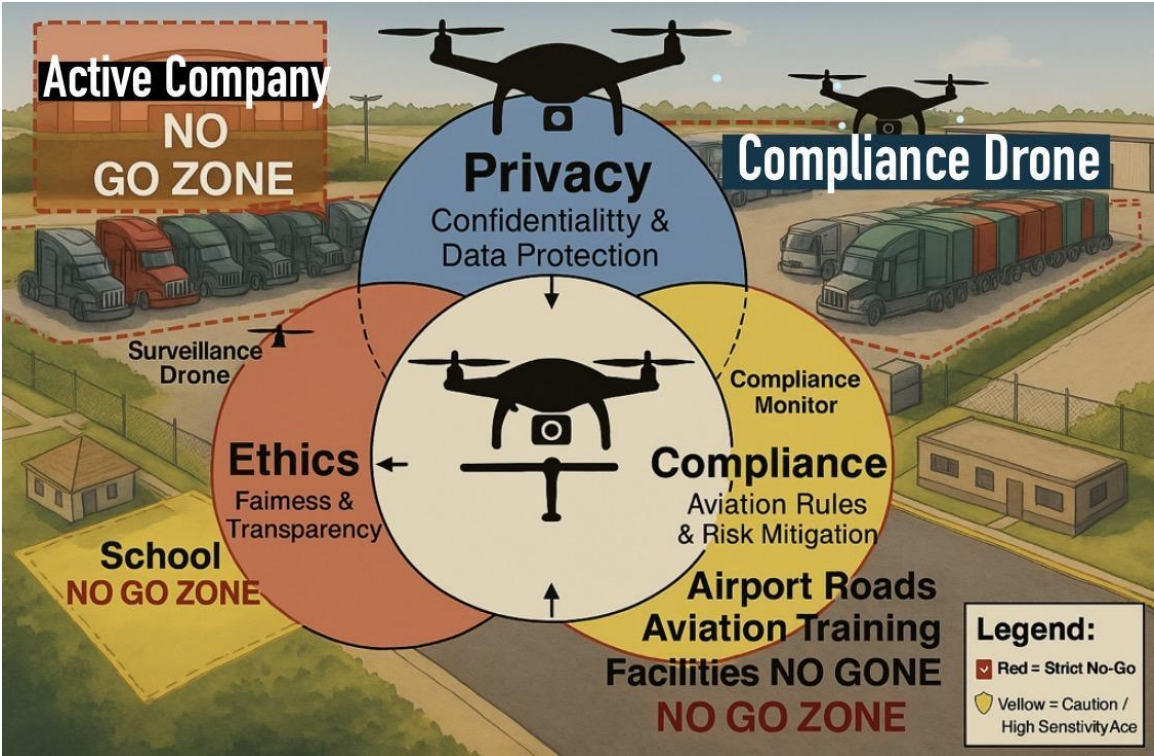 Active Company
NO
GO ZONE
Privacy
Confidentialitty &
Data Protection
Compliance Drone
Surveillance
Drone
Compliance
Monitor
Ethics
Faimess &
Transparency
Compliance
Aviation Rules
& Risk Mitigation
School
NO GO ZONE
Airport Roads
Aviation Training
Facilities NO GONE
NO GO ZONE
Legend:
Red = Strict No-Go
Vellow = Caution /
High Senstivity Ace